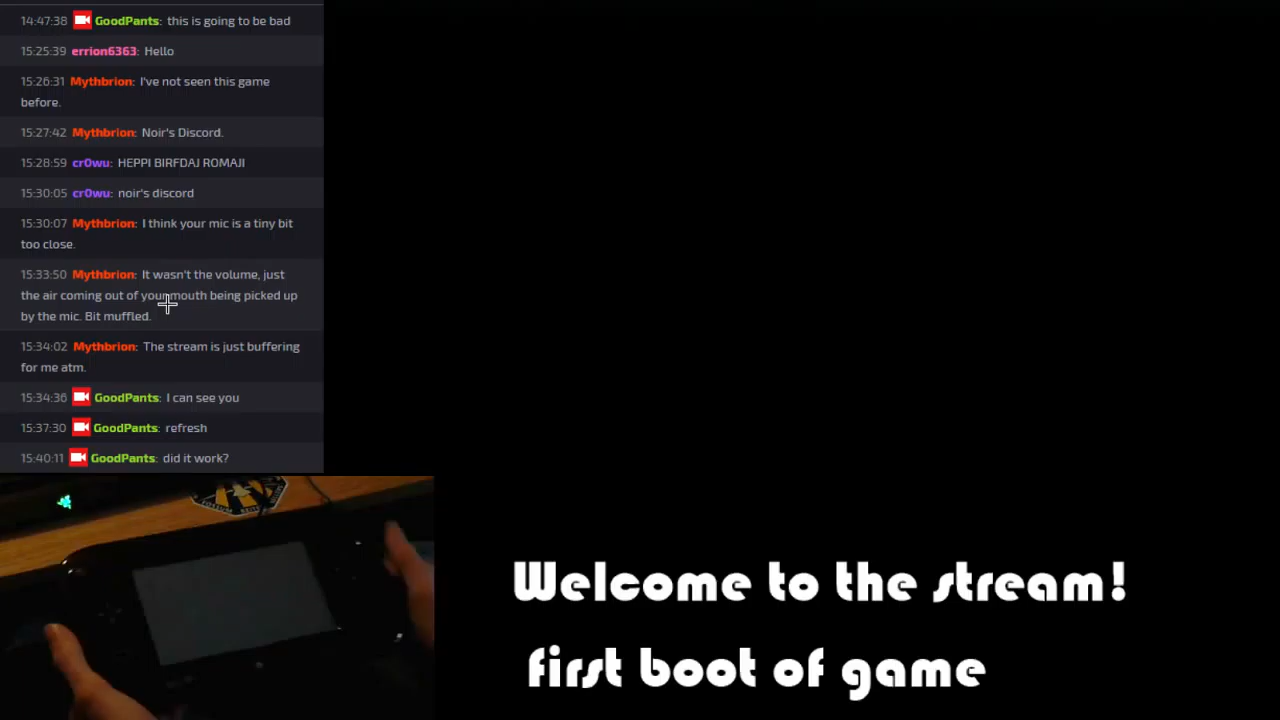 14:47:38 GoodPants: this is going to be bad
15:25:39 errion6363: Hello
15:26:31 Mythbrion: I've not seen this game
before.
15:27:42 Mythbrion: Noir's Discord.
15:28:59 cr0wu: HEPPI BIRFDAJ ROMAJI
15:30:05 cr0wu: noir's discord
15:30:07 Mythbrion: I think your mic is a tiny bit
too close.
15:33:50 Mythbrion: It wasn't the volume, just
the air coming out of your mouth being picked up
by the mic. Bit muffled.
15:34:02 Mythbrion: The stream is just buffering
for me atm.
15:34:36 GoodPants: I can see you
15:37:30 GoodPants: refresh
15:40:11 GoodPants: did it work?
Welcome to the stream!
first boot of game